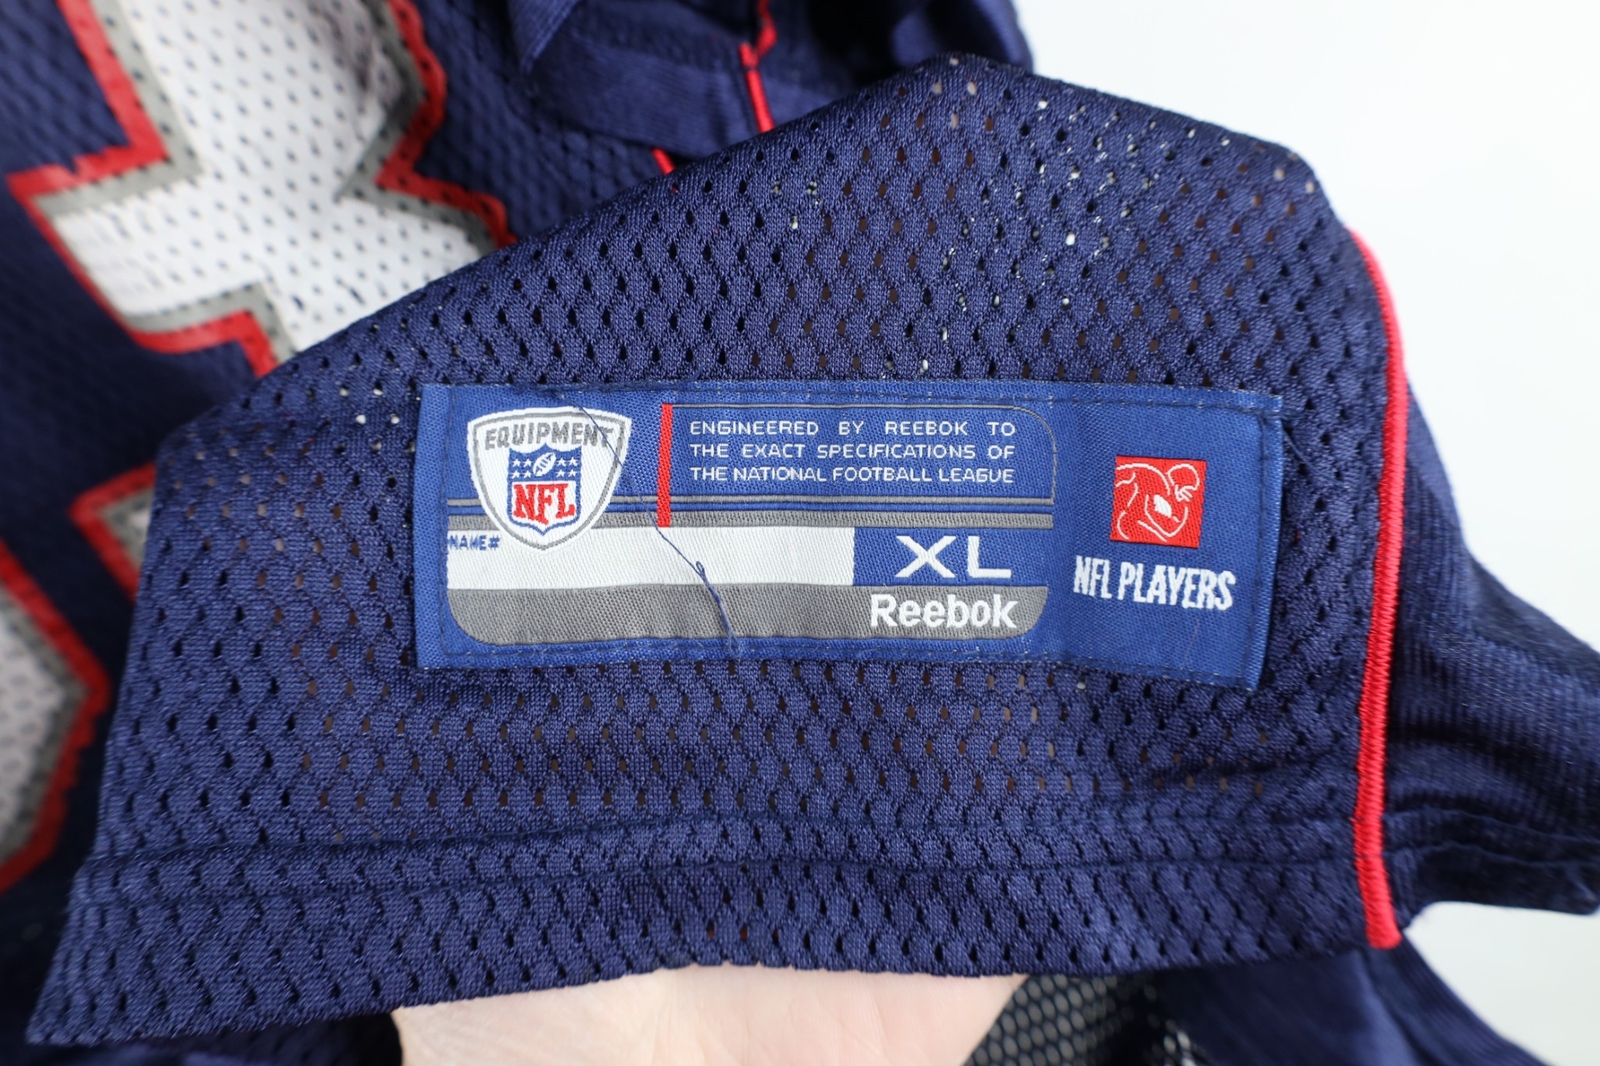 EQUIPMENT
NFL
ENGINEERED BY REEBOK TO
THE EXACT SPECIFICATIONS OF
THE NATIONAL FOOTBALL LEAGUE
NAME#
XL
Reebok
NFL PLAYERS